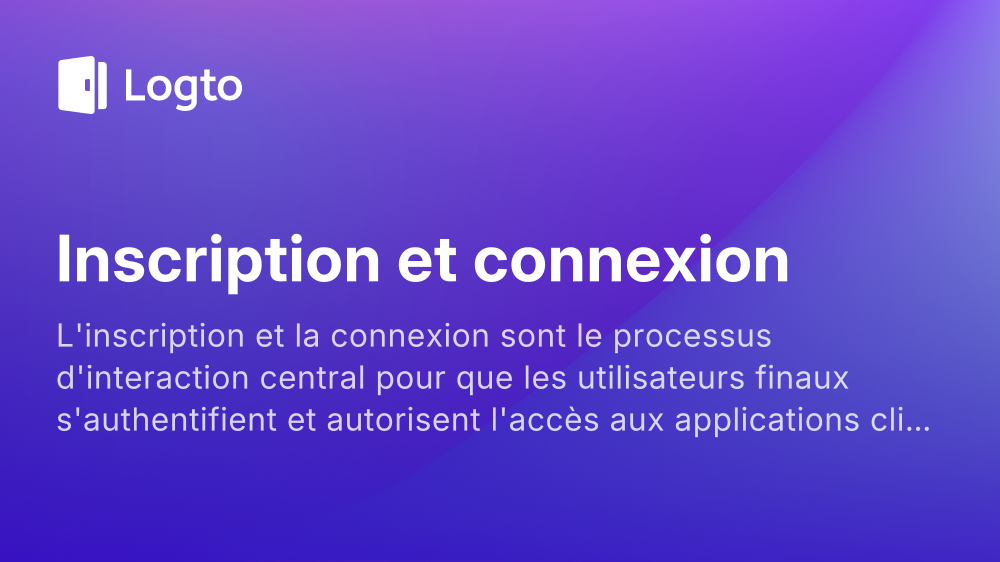 Logto
Inscription et connexion
L'inscription et la connexion sont le processus
d'interaction central pour que les utilisateurs finaux
s'authentifient et autorisent l'accès aux applications cli...